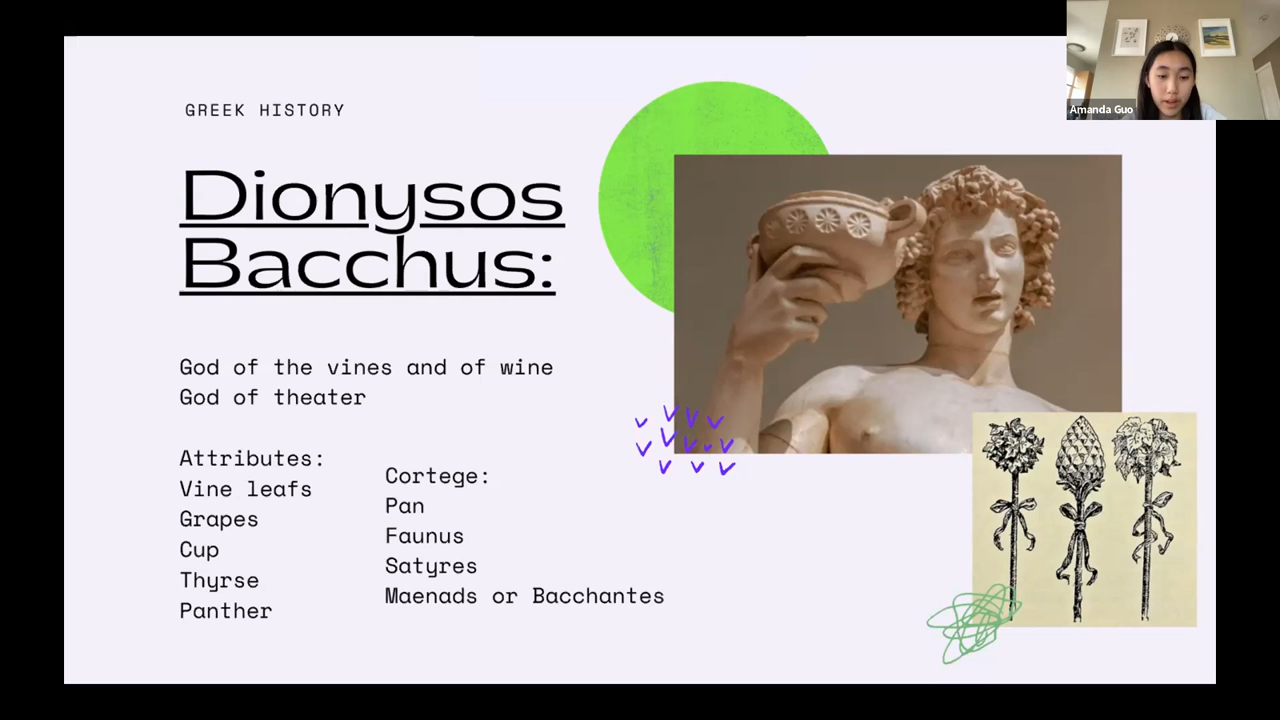 GREEK HISTORY
Dionysos
Bacchus:
God of the vines and of wine
God of theater
Attributes:
Vine leafs
Grapes
Cup
Thyrse
Panther
Cortege:
Pan
Faunus
Satyres
Maenads or Bacchantes
Amanda Guo